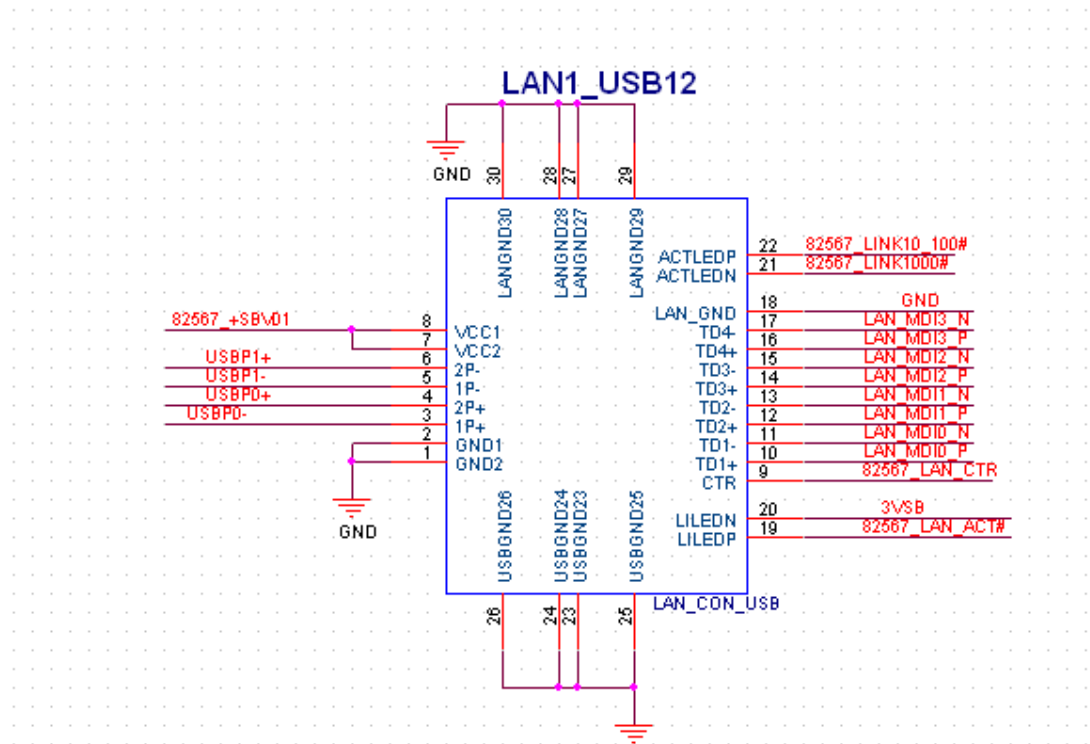 LAN1_USB12
GND
30
28
27
29
LANGND30
LANGND28
LANGND27
LANGND29
ACTLEDP 22 82567_LINK10_100#
ACTLEDN 21 82567_LINK1000#
LAN_GND 18 GND
TD4- 17 LAN_MDI3_N
TD4+ 16 LAN_MDI3_P
TD3- 15 LAN_MDI2_N
TD3+ 14 LAN_MDI2_P
TD2- 13 LAN_MDI1_N
TD2+ 12 LAN_MDI1_P
TD1- 11 LAN_MDI0_N
TD1+ 10 LAN_MDI0_P
CTR 9 82567_LAN_CTR
LILEDN 20 3VSB
LILEDP 19 82567_LAN_ACT#
82567_+SBV01 8 VCC1
7 VCC2
USBP1+ 6 2P-
USBP1- 5 1P-
USBP0+ 4 2P+
USBP0- 3 1P+
2 GND1
1 GND2
GND
USBGND26
USBGND24
USBGND23
USBGND25
LAN_CON_USB
26
24
23
25